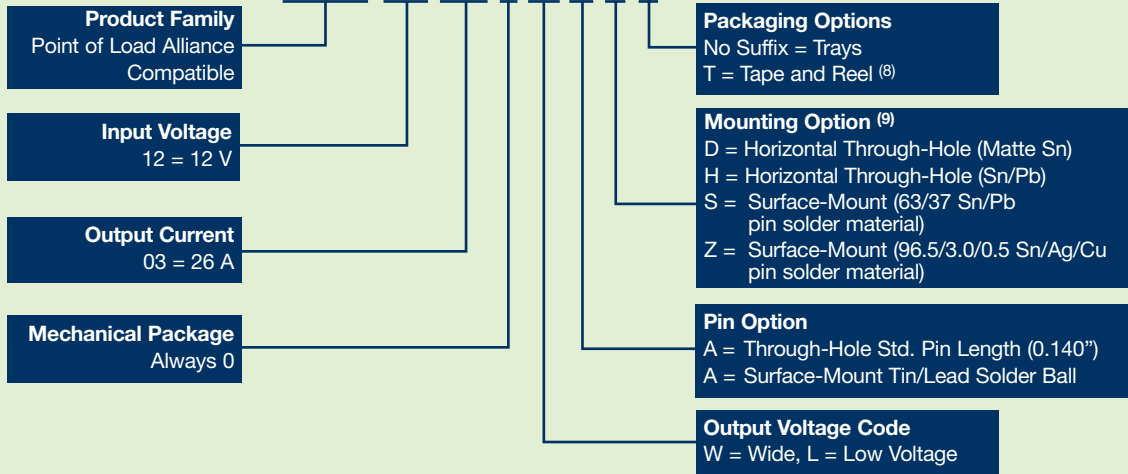 Product Family
Point of Load Alliance
Compatible
Input Voltage
12 = 12 V
Output Current
03 = 26 A
Mechanical Package
Always 0
Packaging Options
No Suffix = Trays
T = Tape and Reel (8)
Mounting Option (9)
D = Horizontal Through-Hole (Matte Sn)
H = Horizontal Through-Hole (Sn/Pb)
S = Surface-Mount (63/37 Sn/Pb
pin solder material)
Z = Surface-Mount (96.5/3.0/0.5 Sn/Ag/Cu
pin solder material)
Pin Option
A = Through-Hole Std. Pin Length (0.140”)
A = Surface-Mount Tin/Lead Solder Ball
Output Voltage Code
W = Wide, L = Low Voltage